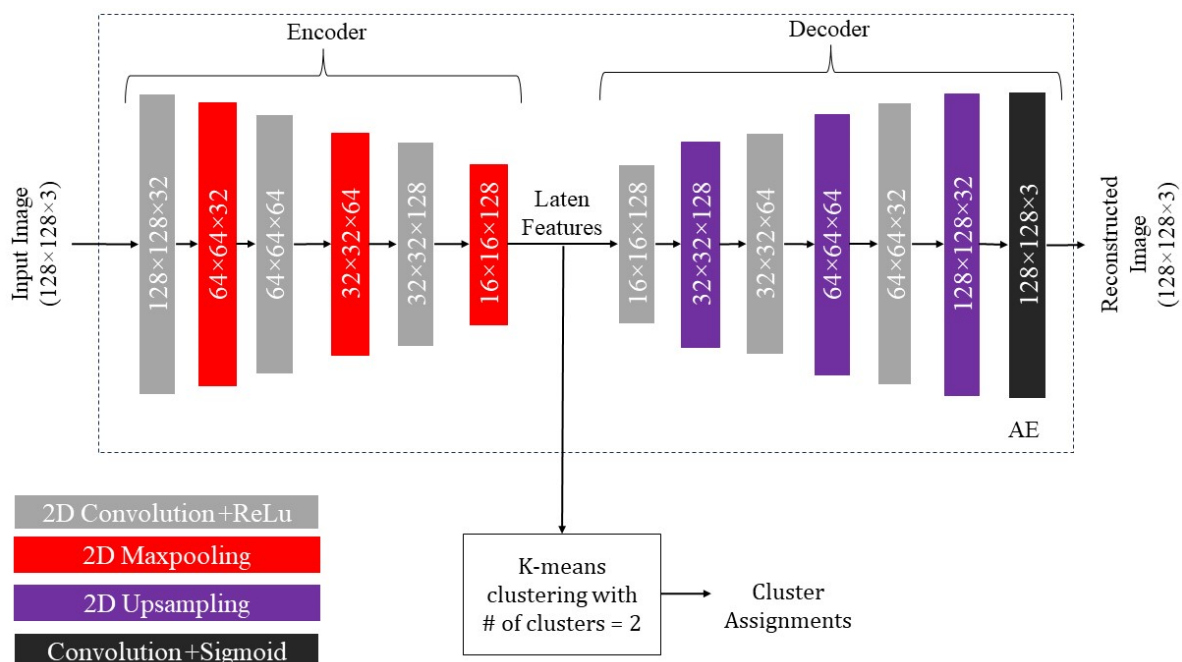 Encoder
Decoder
Input Image
(128×128×3)
128×128×32
64×64×32
64×64×64
32×32×64
32×32×128
16×16×128
Laten
Features
16×16×128
32×32×128
32×32×64
64×64×64
64×64×32
128×128×32
128×128×3
Reconstructed
Image
(128×128×3)
AE
2D Convolution+ReLu
2D Maxpooling
2D Upsampling
Convolution+Sigmoid
K-means
clustering with
# of clusters = 2
Cluster
Assignments